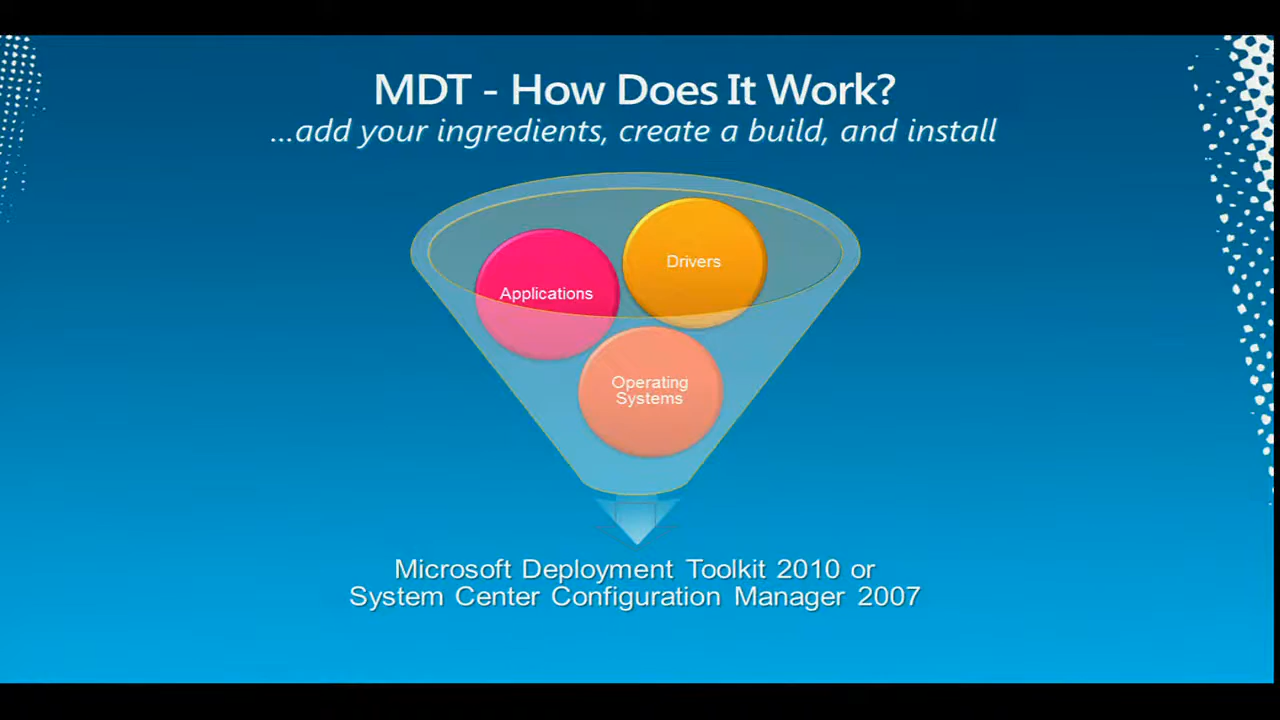 MDT - How Does It Work?
...add your ingredients, create a build, and install
Drivers
Applications
Operating
Systems
Microsoft Deployment Toolkit 2010 or
System Center Configuration Manager 2007